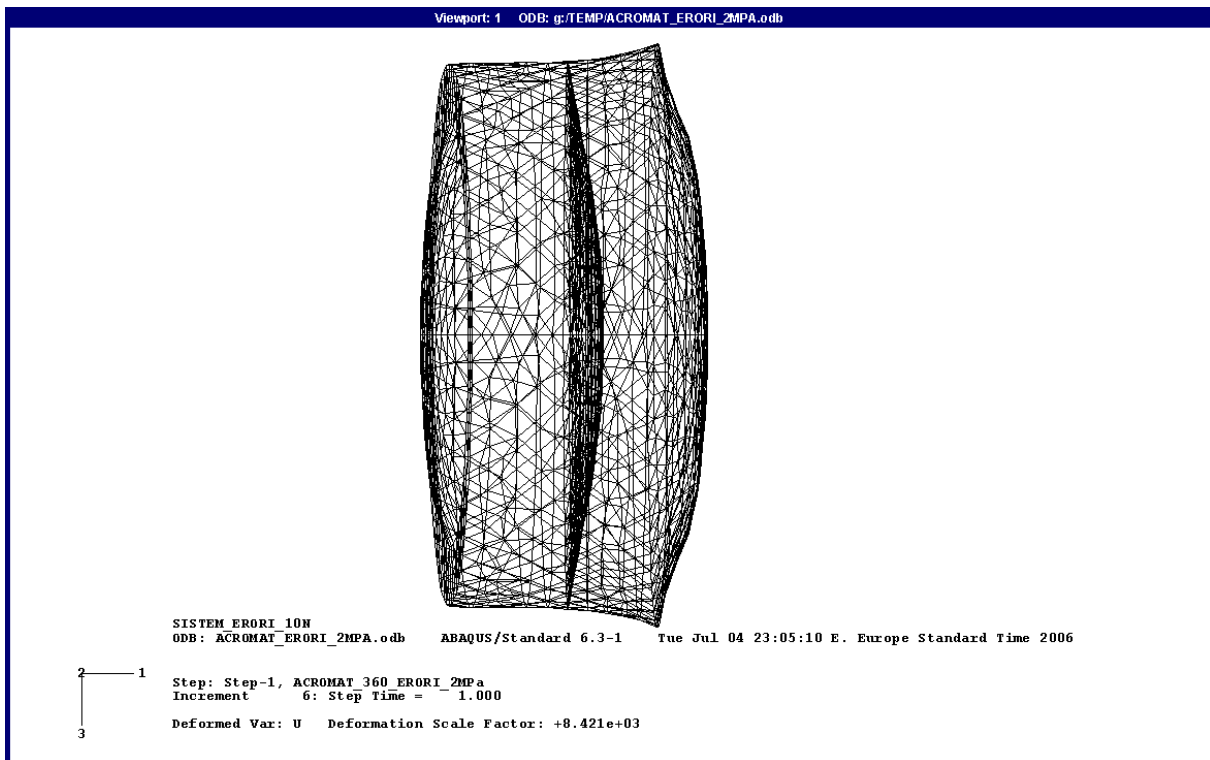 Viewport: 1 ODB: g:/TEMP/ACROMAT_ERORI_2MPA.odb
SISTEM_ERORI_10N
ODB: ACROMAT_ERORI_2MPA.odb ABAQUS/Standard 6.3-1 Tue Jul 04 23:05:10 E. Europe Standard Time 2006
2 1
3
Step: Step-1, ACROMAT_360_ERORI_2MPa
Increment 6: Step Time = 1.000
Deformed Var: U Deformation Scale Factor: +8.421e+03